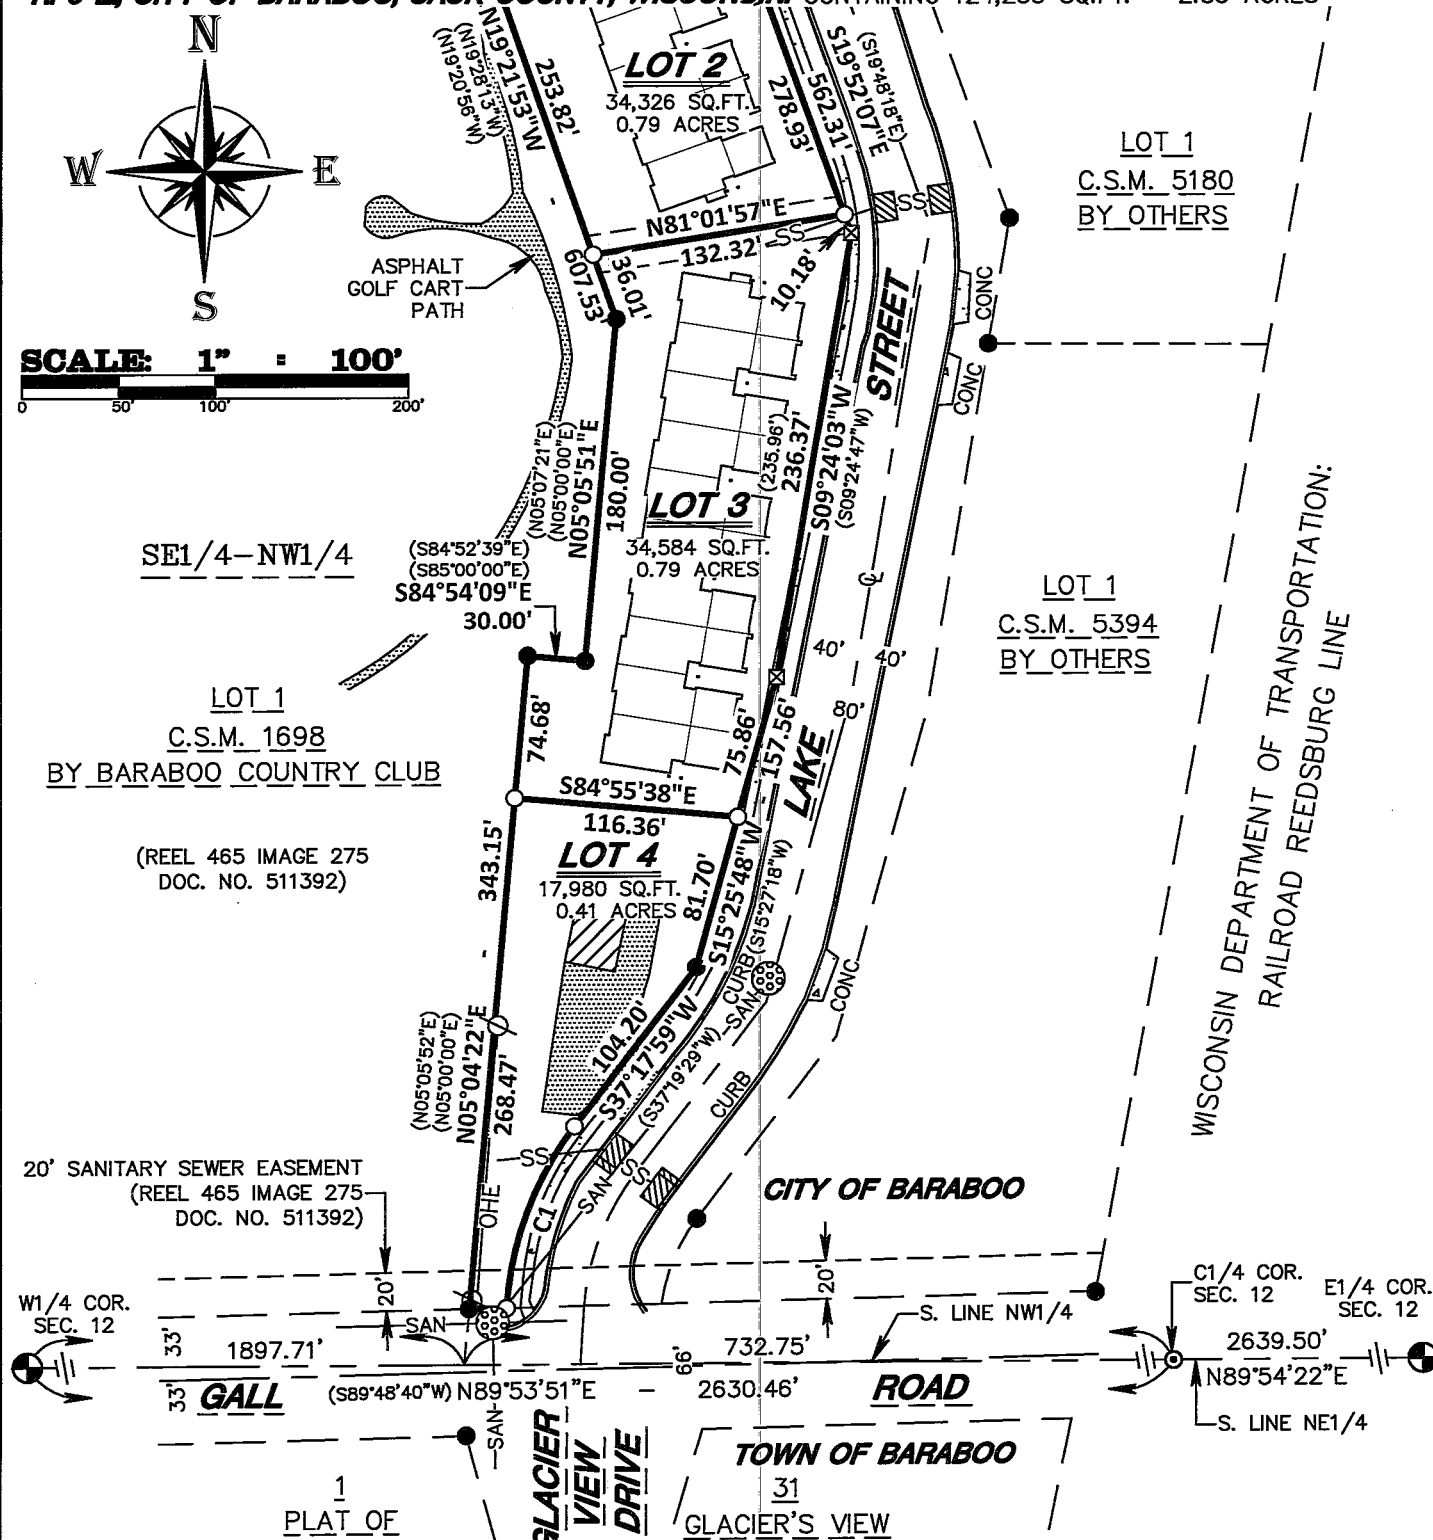 N
W
E
S
SCALE: 1" = 100'
0 50' 100' 200'
N19°21'53"W
(N19°28'13"W)
(N19°20'56"W)
253.82'
LOT 2
34,326 SQ.FT.
0.79 ACRES
278.93'
562.31'
S19°52'07"E
(S19°48'18"E)
LOT 1
C.S.M. 5180
BY OTHERS
SS
N81°01'57"E
132.32'
SS
10.18'
ASPHALT
GOLF CART
PATH
607.53'
36.01'
STREET
CONC
CONC
(N05°07'21"E)
(N05°00'00"E)
N05°05'51"E
180.00'
(235.96')
236.37'
S09°24'03"W
(S09°24'47"W)
LOT 3
34,584 SQ.FT.
0.79 ACRES
SE1/4-NW1/4
(S84°52'39"E)
(S85°00'00"E)
S84°54'09"E
30.00'
LOT 1
C.S.M. 5394
BY OTHERS
40' 40'
80'
WISCONSIN DEPARTMENT OF TRANSPORTATION:
RAILROAD REEDSBURG LINE
LOT 1
C.S.M. 1698
BY BARABOO COUNTRY CLUB
(REEL 465 IMAGE 275
DOC. NO. 511392)
74.68'
75.86'
157.56'
LAKE
S84°55'38"E
116.36'
LOT 4
17,980 SQ.FT.
0.41 ACRES
343.15'
81.70'
S15°25'48"W
(S15°27'18"W)
CURB
SAN
CONC
(N05°05'52"E)
(N05°00'00"E)
N05°04'22"E
268.47'
104.20'
S37°17'59"W
(S37°19'29"W)
CURB
20' SANITARY SEWER EASEMENT
(REEL 465 IMAGE 275
DOC. NO. 511392)
OHE
SS
SS
C1
SAN
CITY OF BARABOO
20'
20'
W1/4 COR.
SEC. 12
SAN
C1/4 COR.
SEC. 12
E1/4 COR.
SEC. 12
S. LINE NW1/4
33'
1897.71'
732.75'
2639.50'
N89°54'22"E
33'
GALL
(S89°48'40"W) N89°53'51"E - 2630.46'
66'
ROAD
S. LINE NE1/4
SAN
GLACIER
VIEW
DRIVE
TOWN OF BARABOO
1
PLAT OF
31
GLACIER'S VIEW